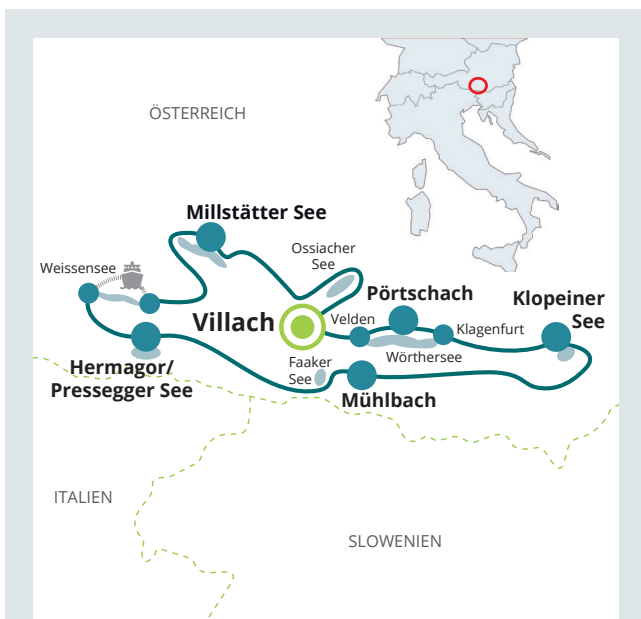 ÖSTERREICH
Millstätter See
Ossiacher
See
Weissensee
Pörtschach
Klopeiner
See
Villach
Velden
Klagenfurt
Wörthersee
Hermagor/
Pressegger See
Faaker
See
Mühlbach
ITALIEN
SLOWENIEN